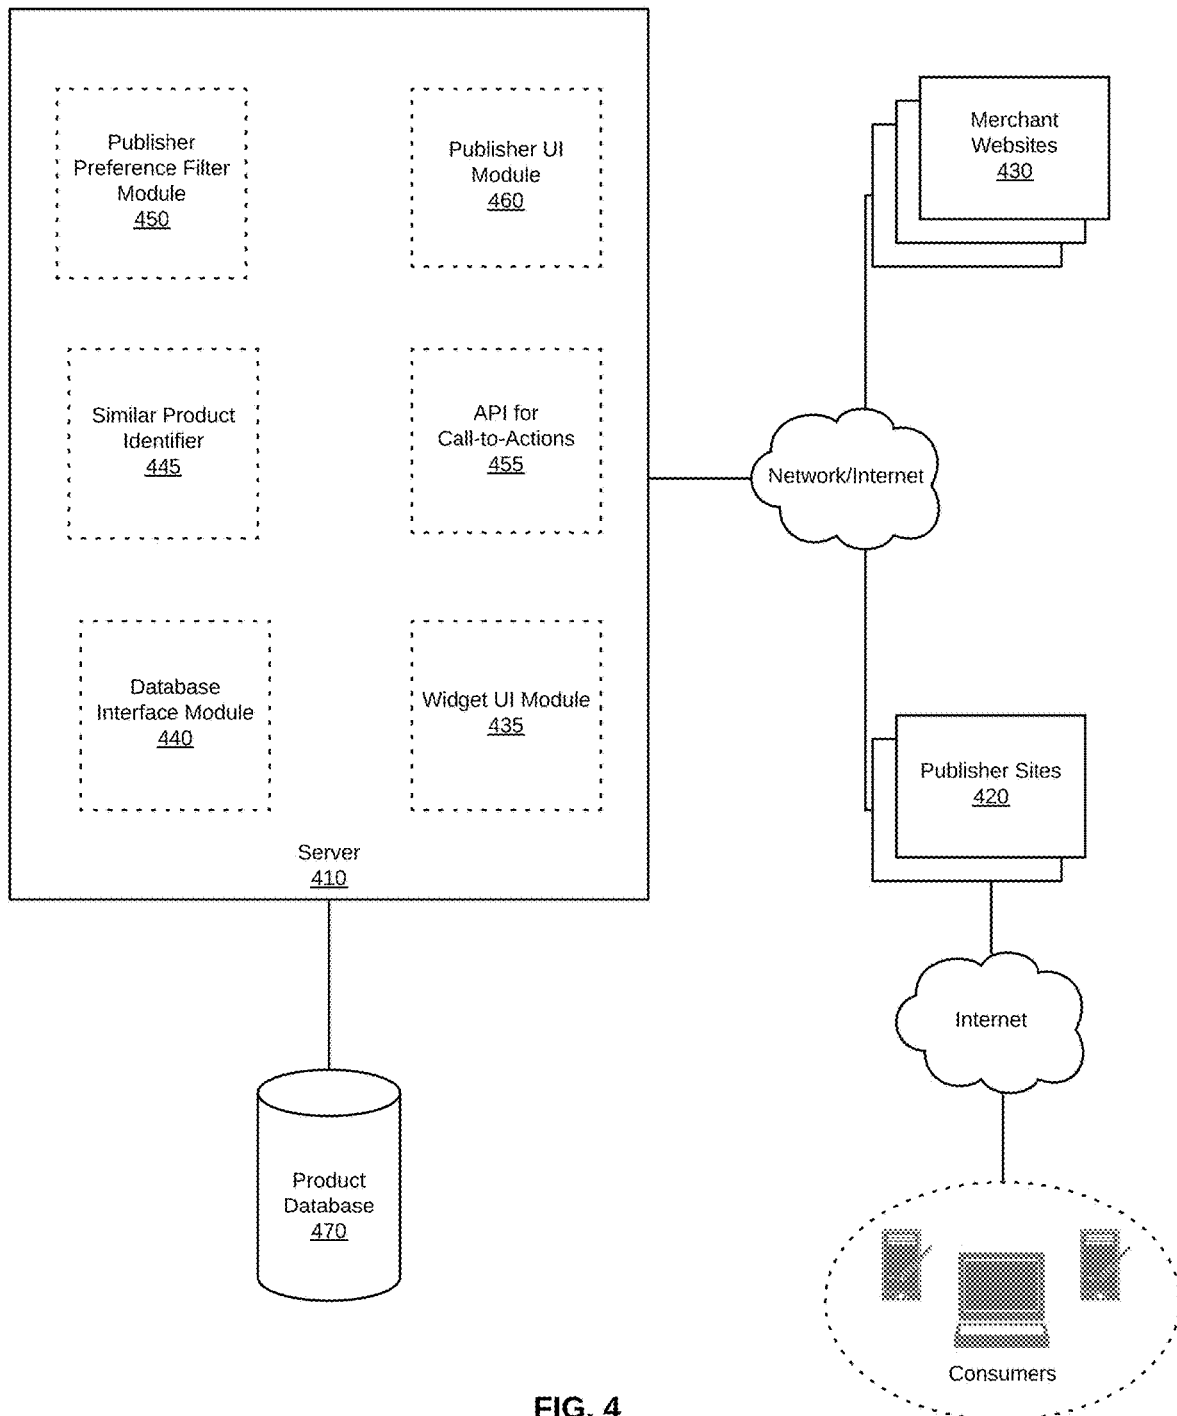 Publisher
Preference Filter
Module
450
Publisher UI
Module
460
Merchant
Websites
430
Similar Product
Identifier
445
API for
Call-to-Actions
455
Network/Internet
Database
Interface Module
440
Widget UI Module
435
Publisher Sites
420
Server
410
Internet
Product
Database
470
Consumers
FIG. 4